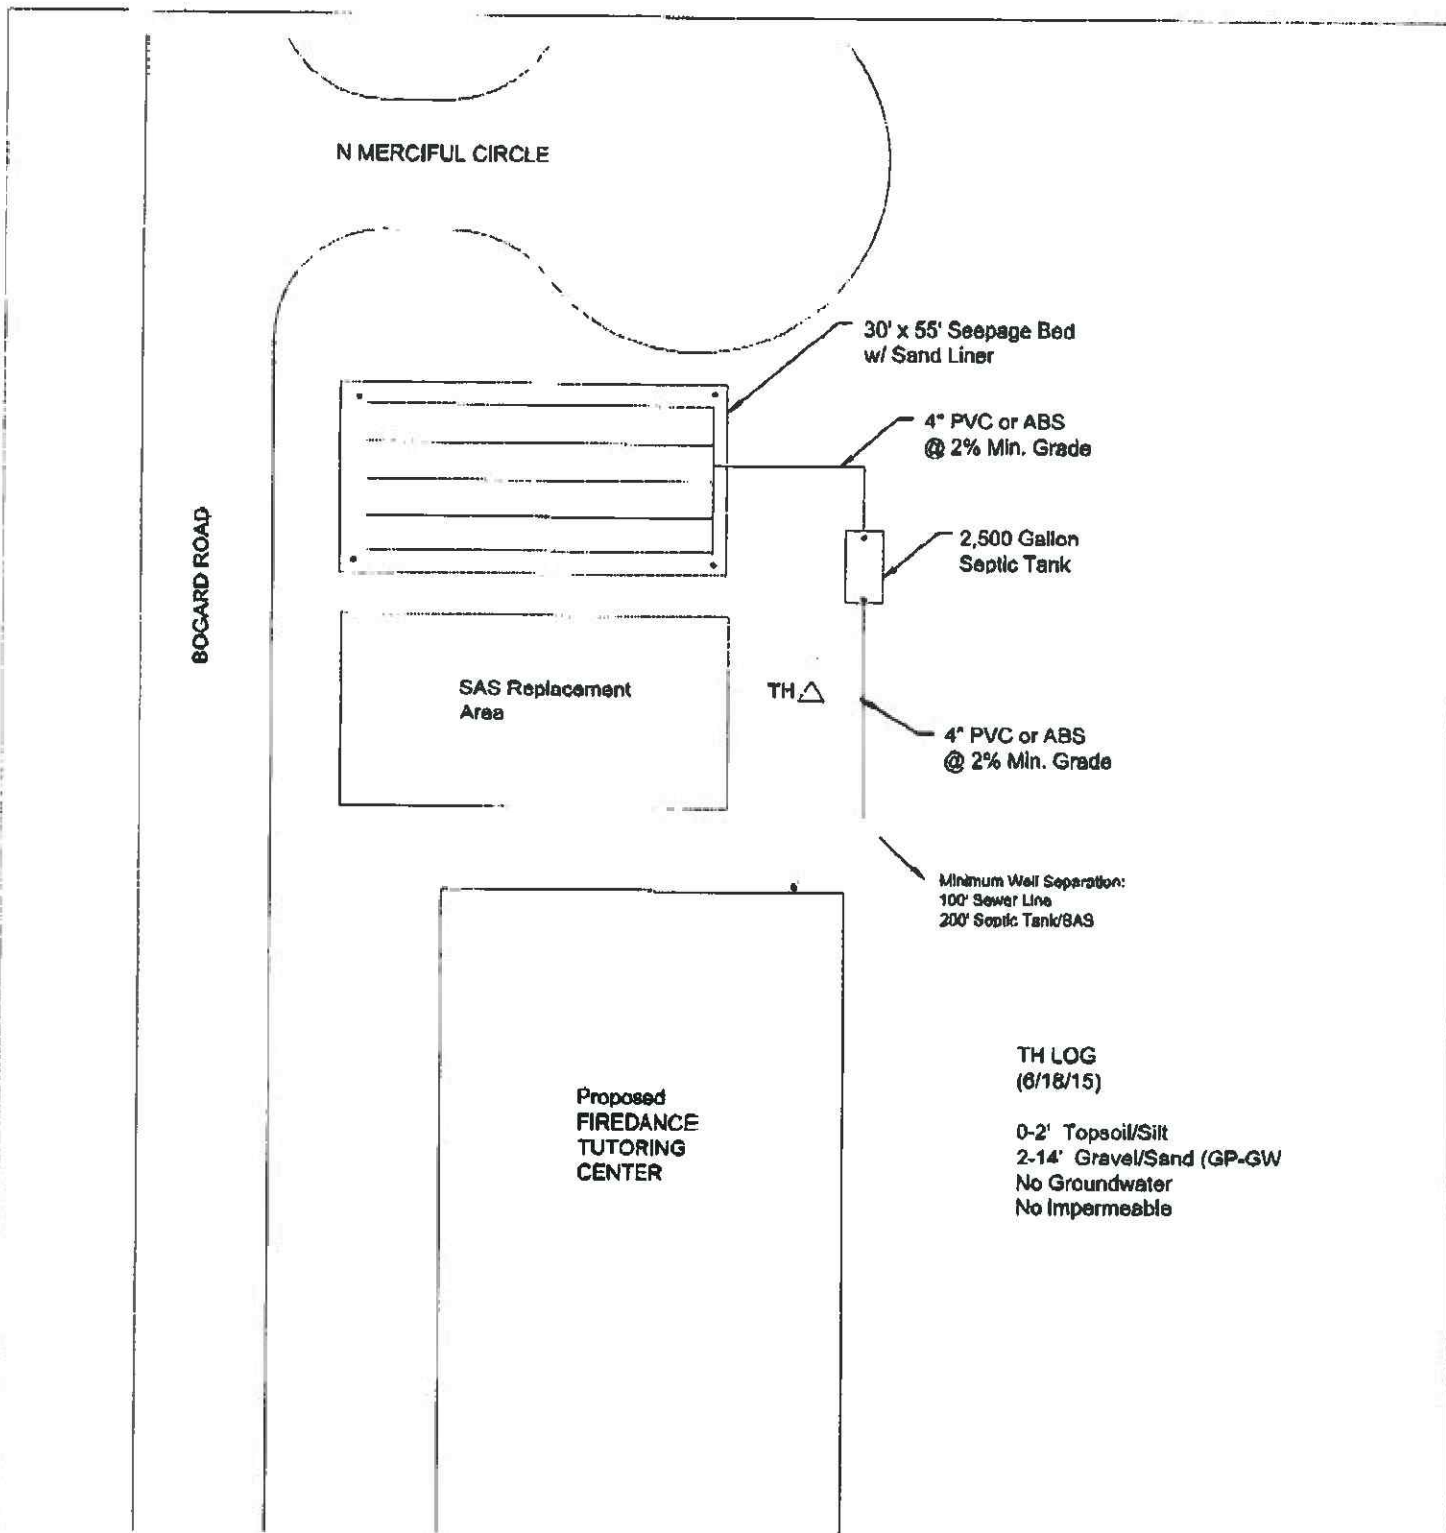 N MERCIFUL CIRCLE
30' x 55' Seepage Bed
w/ Sand Liner
4" PVC or ABS
@ 2% Min. Grade
BOGARD ROAD
2,500 Gallon
Septic Tank
SAS Replacement
Area
TH
4" PVC or ABS
@ 2% Min. Grade
Minimum Well Separation:
100' Sewer Line
200' Septic Tank/SAS
Proposed
FIREDANCE
TUTORING
CENTER
TH LOG
(6/18/15)
0-2' Topsoil/Silt
2-14' Gravel/Sand (GP-GW
No Groundwater
No Impermeable